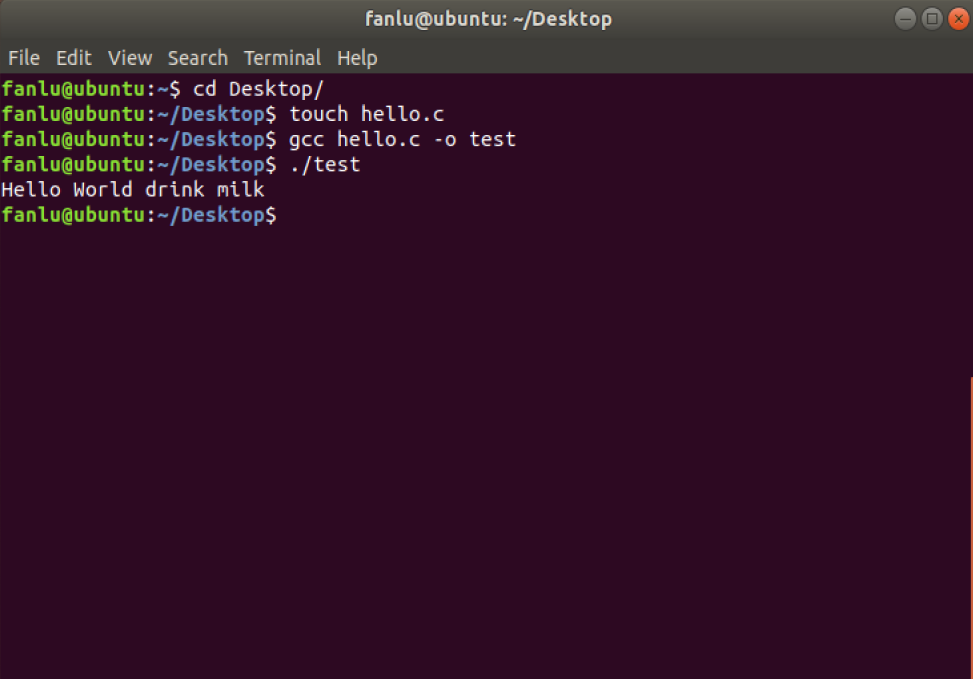 fanlu@ubuntu: ~/Desktop
File Edit View Search Terminal Help
fanlu@ubuntu:~$ cd Desktop/
fanlu@ubuntu:~/Desktop$ touch hello.c
fanlu@ubuntu:~/Desktop$ gcc hello.c -o test
fanlu@ubuntu:~/Desktop$ ./test
Hello World drink milk
fanlu@ubuntu:~/Desktop$